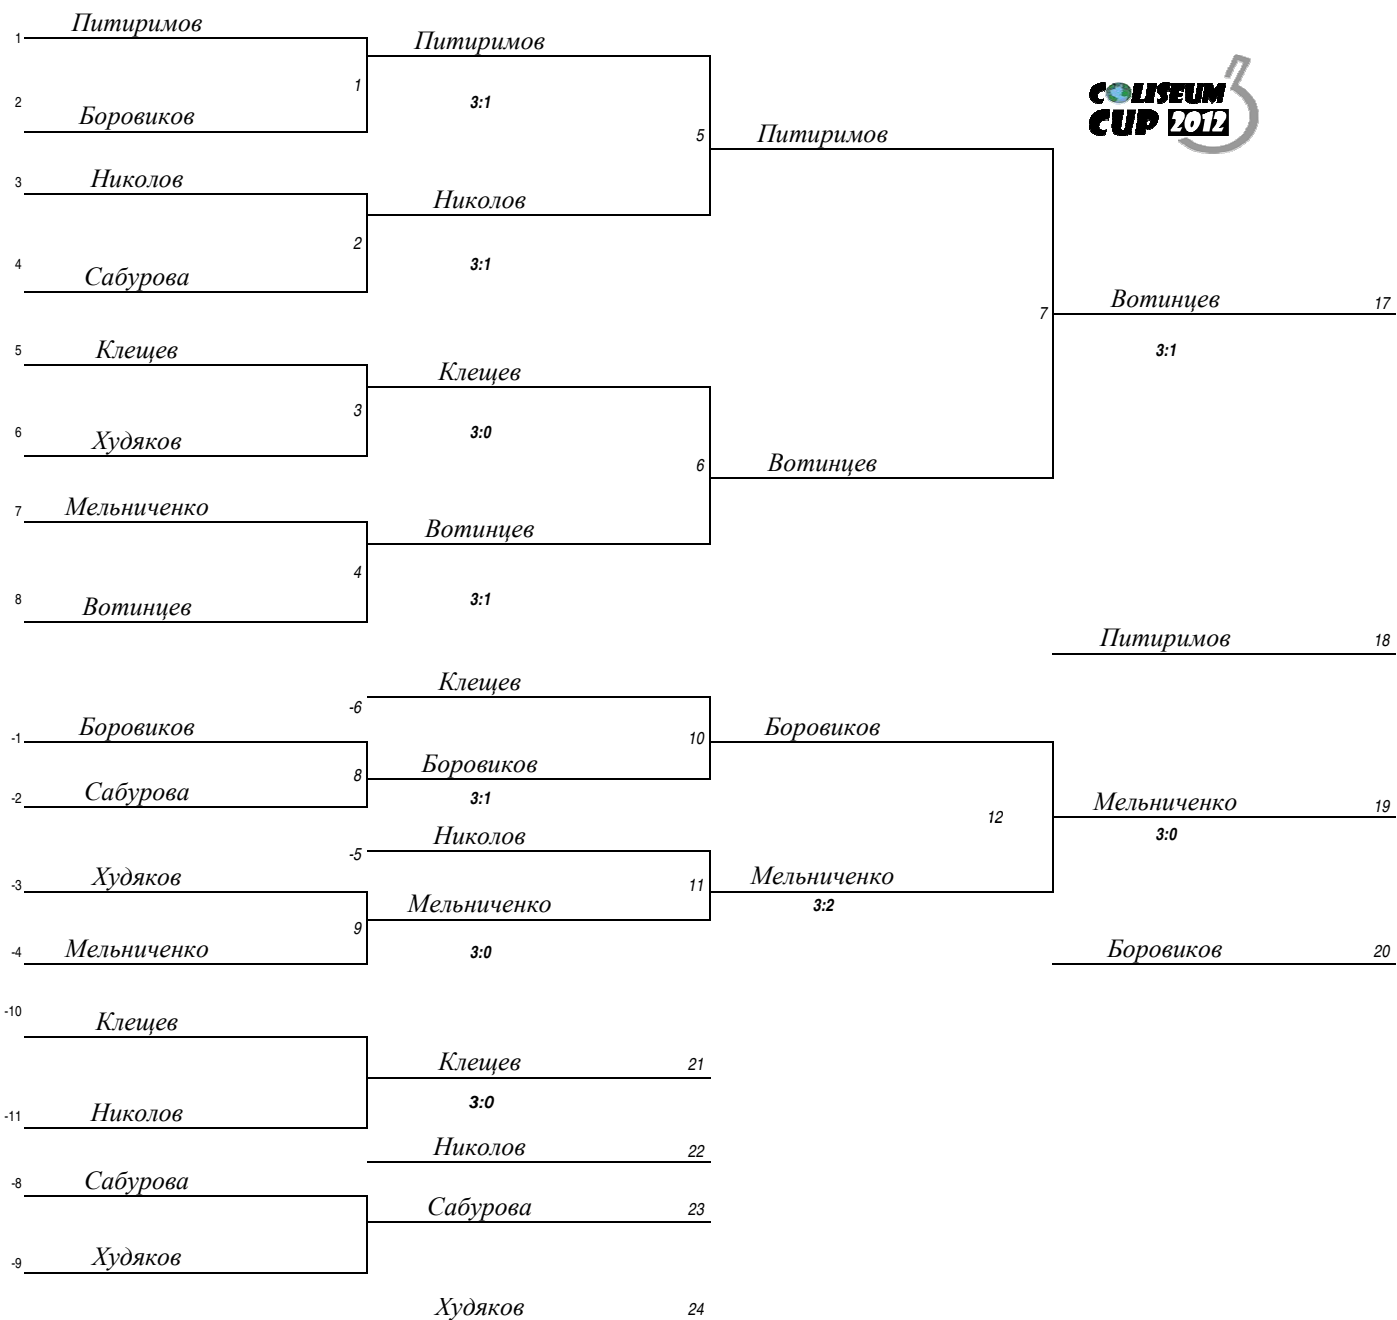 1 Питиримов
Питиримов
1
3:1
2 Боровиков
5
Питиримов
COLISEUM
CUP 2012
3 Николов
Николов
2
3:1
4 Сабурова
7
Вотинцев 17
3:1
5 Клещев
Клещев
3
3:0
6 Худяков
6
Вотинцев
7 Мельниченко
Вотинцев
4
3:1
8 Вотинцев
Питиримов 18
-6 Клещев
-1 Боровиков
10
Боровиков
8
Боровиков
3:1
-2 Сабурова
12
Мельниченко 19
3:0
-5 Николов
-3 Худяков
11
Мельниченко
3:2
9
Мельниченко
3:0
-4 Мельниченко
Боровиков 20
-10 Клещев
Клещев 21
3:0
-11 Николов
Николов 22
-8 Сабурова
Сабурова 23
-9 Худяков
Худяков 24